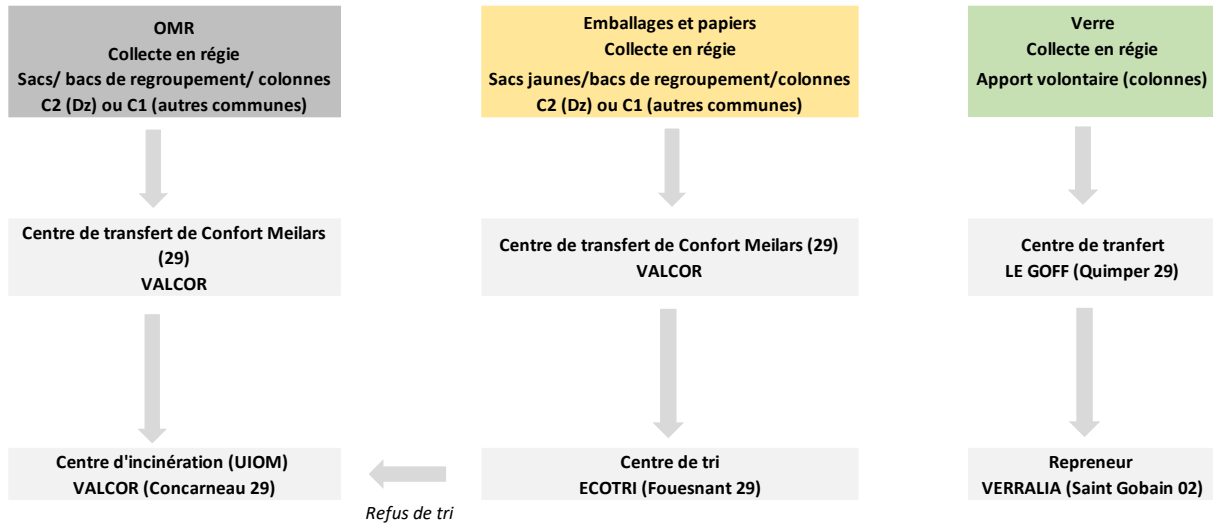 OMR
Collecte en régie
Sacs/ bacs de regroupement/ colonnes
C2 (Dz) ou C1 (autres communes)
Emballages et papiers
Collecte en régie
Sacs jaunes/bacs de regroupement/colonnes
C2 (Dz) ou C1 (autres communes)
Verre
Collecte en régie
Apport volontaire (colonnes)
Centre de transfert de Confort Meilars
(29)
VALCOR
Centre de transfert de Confort Meilars (29)
VALCOR
Centre de tranfert
LE GOFF (Quimper 29)
Centre d'incinération (UIOM)
VALCOR (Concarneau 29)
Refus de tri
Centre de tri
ECOTRI (Fouesnant 29)
Repreneur
VERRALIA (Saint Gobain 02)